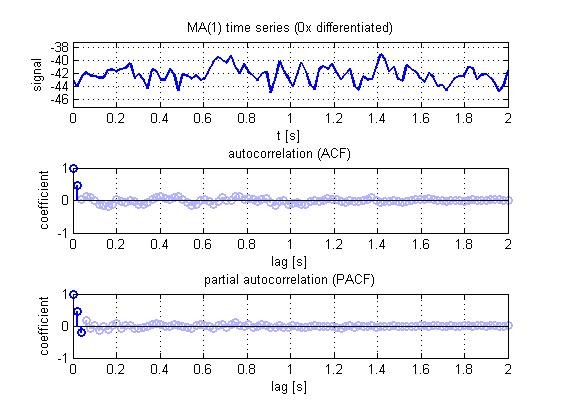 MA(1) time series (0x differentiated)
-38
-40
-42
-44
-46
signal
0 0.2 0.4 0.6 0.8 1 1.2 1.4 1.6 1.8 2
t [s]
autocorrelation (ACF)
1
0
-1
coefficient
0 0.2 0.4 0.6 0.8 1 1.2 1.4 1.6 1.8 2
lag [s]
partial autocorrelation (PACF)
1
0
-1
coefficient
0 0.2 0.4 0.6 0.8 1 1.2 1.4 1.6 1.8 2
lag [s]